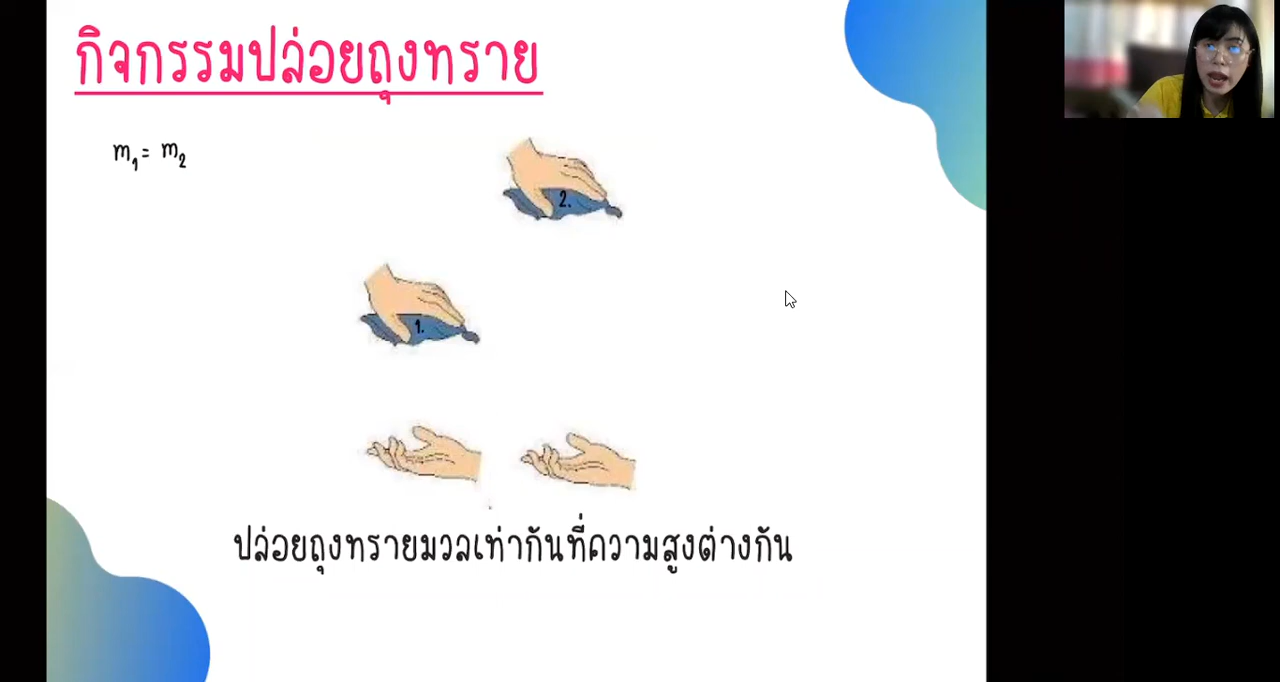 กิจกรรมปล่อยถุงทราย
m₁ = m₂
2.
1.
ปล่อยถุงทรายมวลเท่ากันที่ความสูงต่างกัน